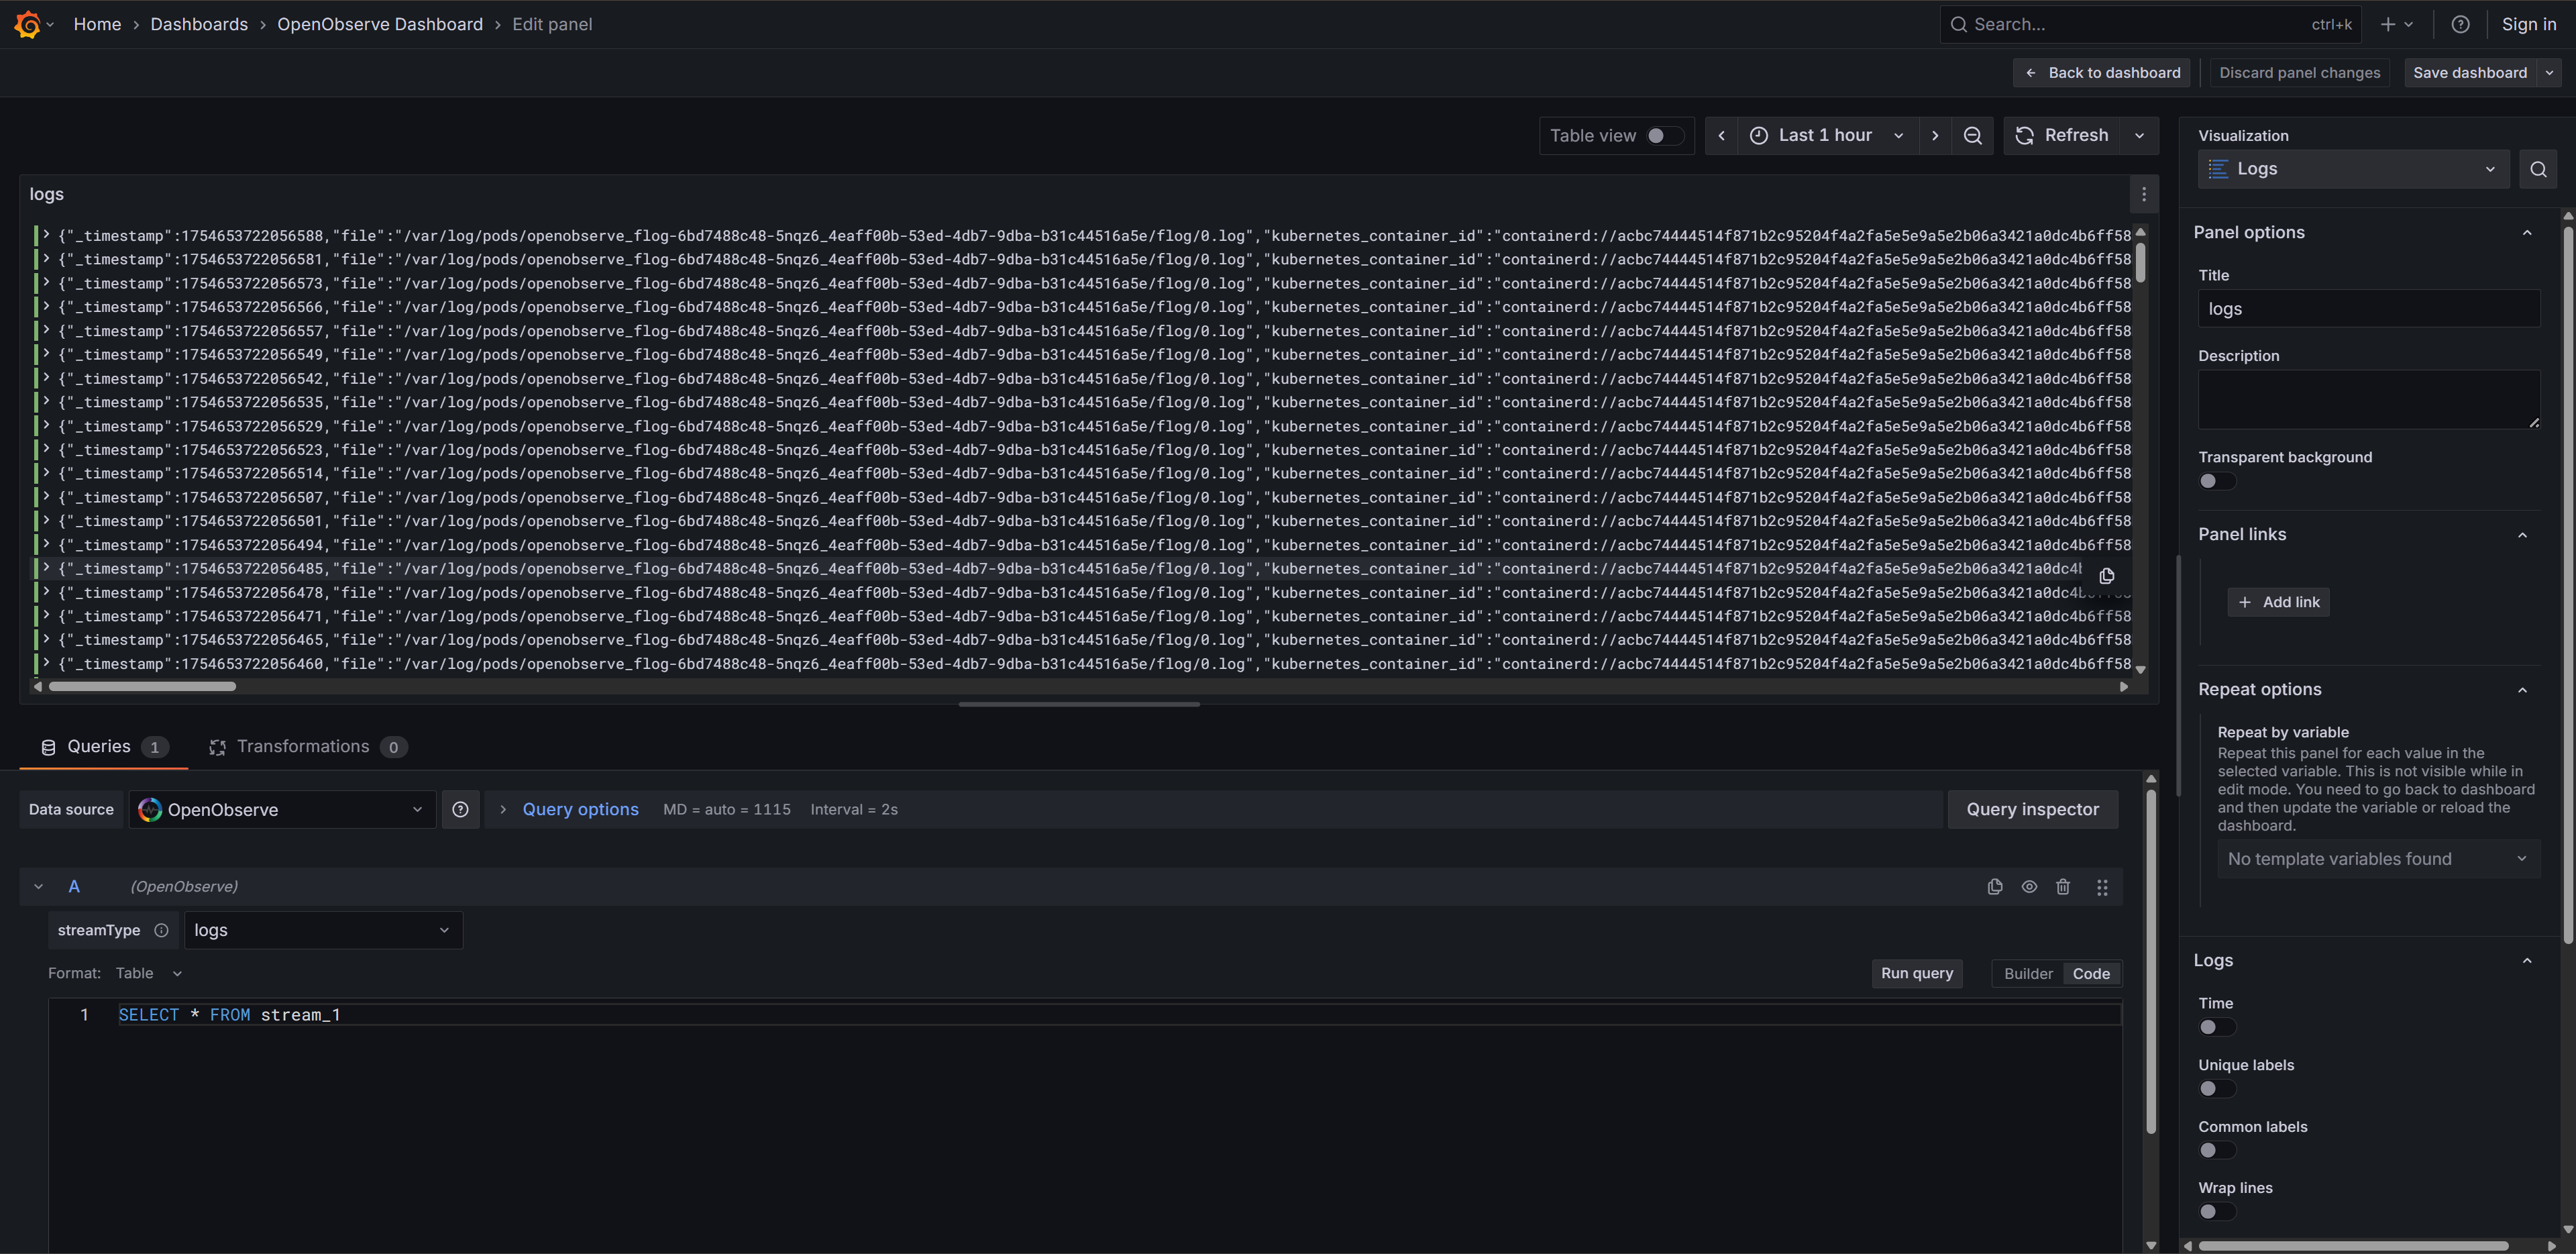 Home › Dashboards › OpenObserve Dashboard › Edit panel
Search... ctrl+k
Sign in
Back to dashboard
Discard panel changes
Save dashboard
Table view
Last 1 hour
Refresh
logs
{"_timestamp":1754653722056588,"file":"/var/log/pods/openobserve_flog-6bd7488c48-5nqz6_4eaff00b-53ed-4db7-9dba-b31c44516a5e/flog/0.log","kubernetes_container_id":"containerd://acbc74444514f871b2c95204f4a2fa5e5e9a5e2b06a3421a0dc4b6ff58
{"_timestamp":1754653722056581,"file":"/var/log/pods/openobserve_flog-6bd7488c48-5nqz6_4eaff00b-53ed-4db7-9dba-b31c44516a5e/flog/0.log","kubernetes_container_id":"containerd://acbc74444514f871b2c95204f4a2fa5e5e9a5e2b06a3421a0dc4b6ff58
{"_timestamp":1754653722056573,"file":"/var/log/pods/openobserve_flog-6bd7488c48-5nqz6_4eaff00b-53ed-4db7-9dba-b31c44516a5e/flog/0.log","kubernetes_container_id":"containerd://acbc74444514f871b2c95204f4a2fa5e5e9a5e2b06a3421a0dc4b6ff58
{"_timestamp":1754653722056566,"file":"/var/log/pods/openobserve_flog-6bd7488c48-5nqz6_4eaff00b-53ed-4db7-9dba-b31c44516a5e/flog/0.log","kubernetes_container_id":"containerd://acbc74444514f871b2c95204f4a2fa5e5e9a5e2b06a3421a0dc4b6ff58
{"_timestamp":1754653722056557,"file":"/var/log/pods/openobserve_flog-6bd7488c48-5nqz6_4eaff00b-53ed-4db7-9dba-b31c44516a5e/flog/0.log","kubernetes_container_id":"containerd://acbc74444514f871b2c95204f4a2fa5e5e9a5e2b06a3421a0dc4b6ff58
{"_timestamp":1754653722056549,"file":"/var/log/pods/openobserve_flog-6bd7488c48-5nqz6_4eaff00b-53ed-4db7-9dba-b31c44516a5e/flog/0.log","kubernetes_container_id":"containerd://acbc74444514f871b2c95204f4a2fa5e5e9a5e2b06a3421a0dc4b6ff58
{"_timestamp":1754653722056542,"file":"/var/log/pods/openobserve_flog-6bd7488c48-5nqz6_4eaff00b-53ed-4db7-9dba-b31c44516a5e/flog/0.log","kubernetes_container_id":"containerd://acbc74444514f871b2c95204f4a2fa5e5e9a5e2b06a3421a0dc4b6ff58
{"_timestamp":1754653722056535,"file":"/var/log/pods/openobserve_flog-6bd7488c48-5nqz6_4eaff00b-53ed-4db7-9dba-b31c44516a5e/flog/0.log","kubernetes_container_id":"containerd://acbc74444514f871b2c95204f4a2fa5e5e9a5e2b06a3421a0dc4b6ff58
{"_timestamp":1754653722056529,"file":"/var/log/pods/openobserve_flog-6bd7488c48-5nqz6_4eaff00b-53ed-4db7-9dba-b31c44516a5e/flog/0.log","kubernetes_container_id":"containerd://acbc74444514f871b2c95204f4a2fa5e5e9a5e2b06a3421a0dc4b6ff58
{"_timestamp":1754653722056523,"file":"/var/log/pods/openobserve_flog-6bd7488c48-5nqz6_4eaff00b-53ed-4db7-9dba-b31c44516a5e/flog/0.log","kubernetes_container_id":"containerd://acbc74444514f871b2c95204f4a2fa5e5e9a5e2b06a3421a0dc4b6ff58
{"_timestamp":1754653722056514,"file":"/var/log/pods/openobserve_flog-6bd7488c48-5nqz6_4eaff00b-53ed-4db7-9dba-b31c44516a5e/flog/0.log","kubernetes_container_id":"containerd://acbc74444514f871b2c95204f4a2fa5e5e9a5e2b06a3421a0dc4b6ff58
{"_timestamp":1754653722056507,"file":"/var/log/pods/openobserve_flog-6bd7488c48-5nqz6_4eaff00b-53ed-4db7-9dba-b31c44516a5e/flog/0.log","kubernetes_container_id":"containerd://acbc74444514f871b2c95204f4a2fa5e5e9a5e2b06a3421a0dc4b6ff58
{"_timestamp":1754653722056501,"file":"/var/log/pods/openobserve_flog-6bd7488c48-5nqz6_4eaff00b-53ed-4db7-9dba-b31c44516a5e/flog/0.log","kubernetes_container_id":"containerd://acbc74444514f871b2c95204f4a2fa5e5e9a5e2b06a3421a0dc4b6ff58
{"_timestamp":1754653722056494,"file":"/var/log/pods/openobserve_flog-6bd7488c48-5nqz6_4eaff00b-53ed-4db7-9dba-b31c44516a5e/flog/0.log","kubernetes_container_id":"containerd://acbc74444514f871b2c95204f4a2fa5e5e9a5e2b06a3421a0dc4b6ff58
{"_timestamp":1754653722056485,"file":"/var/log/pods/openobserve_flog-6bd7488c48-5nqz6_4eaff00b-53ed-4db7-9dba-b31c44516a5e/flog/0.log","kubernetes_container_id":"containerd://acbc74444514f871b2c95204f4a2fa5e5e9a5e2b06a3421a0dc4b
{"_timestamp":1754653722056478,"file":"/var/log/pods/openobserve_flog-6bd7488c48-5nqz6_4eaff00b-53ed-4db7-9dba-b31c44516a5e/flog/0.log","kubernetes_container_id":"containerd://acbc74444514f871b2c95204f4a2fa5e5e9a5e2b06a3421a0dc4b6ff58
{"_timestamp":1754653722056471,"file":"/var/log/pods/openobserve_flog-6bd7488c48-5nqz6_4eaff00b-53ed-4db7-9dba-b31c44516a5e/flog/0.log","kubernetes_container_id":"containerd://acbc74444514f871b2c95204f4a2fa5e5e9a5e2b06a3421a0dc4b6ff58
{"_timestamp":1754653722056465,"file":"/var/log/pods/openobserve_flog-6bd7488c48-5nqz6_4eaff00b-53ed-4db7-9dba-b31c44516a5e/flog/0.log","kubernetes_container_id":"containerd://acbc74444514f871b2c95204f4a2fa5e5e9a5e2b06a3421a0dc4b6ff58
{"_timestamp":1754653722056460,"file":"/var/log/pods/openobserve_flog-6bd7488c48-5nqz6_4eaff00b-53ed-4db7-9dba-b31c44516a5e/flog/0.log","kubernetes_container_id":"containerd://acbc74444514f871b2c95204f4a2fa5e5e9a5e2b06a3421a0dc4b6ff58
Queries 1
Transformations 0
Data source
OpenObserve
Query options MD = auto = 1115 Interval = 2s
Query inspector
A (OpenObserve)
streamType
logs
Format: Table
Run query
Builder Code
1 SELECT * FROM stream_1
Visualization
Logs
Panel options
Title
logs
Description
Transparent background
Panel links
+ Add link
Repeat options
Repeat by variable
Repeat this panel for each value in the
selected variable. This is not visible while in
edit mode. You need to go back to dashboard
and then update the variable or reload the
dashboard.
No template variables found
Logs
Time
Unique labels
Common labels
Wrap lines